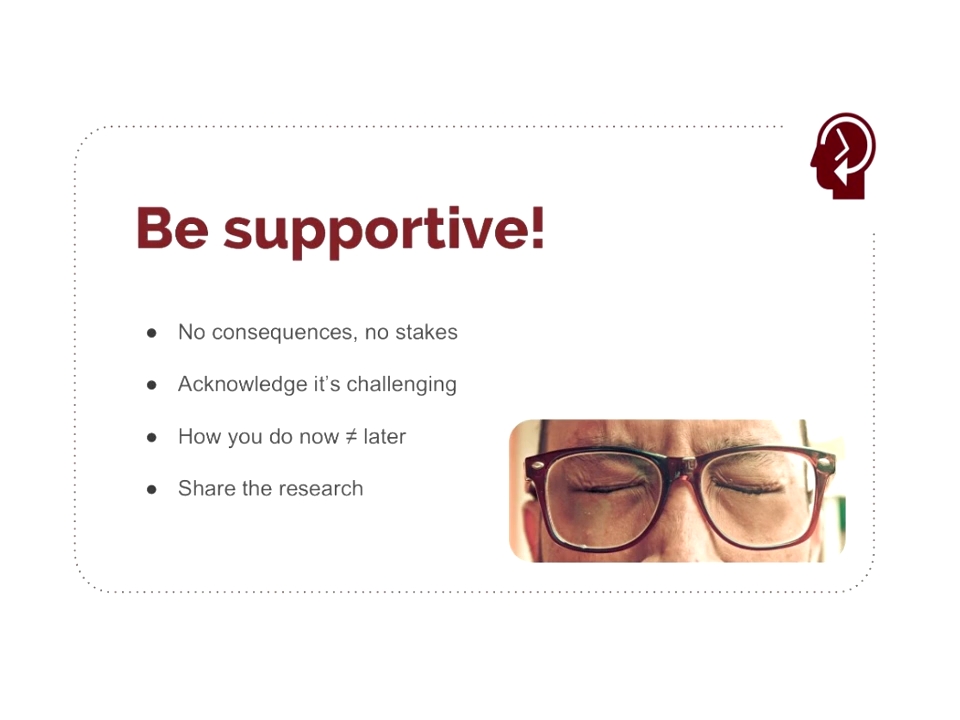 Be supportive!
● No consequences, no stakes
● Acknowledge it’s challenging
● How you do now ≠ later
● Share the research